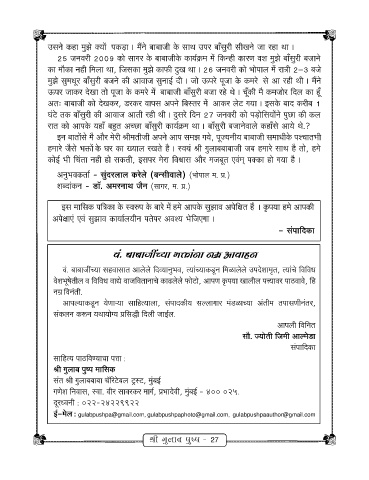 उसने कहा मुझे क्यों पकड़ा। मैंने बाबाजी के साथ उपर बाँसुरी सीखने जा रहा था।
25 जनवरी 2009 को सागर के बाबाजीके कार्यक्रम में किन्ही कारण वश मुझे बाँसुरी बजाने
का मौका नही मिला था, जिसका मुझे काफी दुख था। 26 जनवरी को भोपाल में रात्री 2-3 बजे
मुझे सुमधुर बाँसुरी बजने की आवाज सुनाई दी। जो ऊपरे पूजा के कमरे से आ रही थी। मैंने
ऊपर जाकर देखा तो पूजा के कमरे में बाबाजी बाँसुरी बजा रहे थे। चूँकी मै कमजोर दिल का हूँ
अतः बाबाजी को देखकर, डरकर वापस अपने बिस्तर में आकर लेट गया। इसके बाद करीब 1
घंटे तक बाँसुरी की आवाज आती रही थी। दुसरे दिन 27 जनवरी को पड़ोसियोंने पुछा की कल
रात को आपके यहाँ बहुत अच्छा बाँसुरी कार्यक्रम था। बाँसुरी बजानेवाले कहाँसे आये थे.?
इन बातोंसे में और मेरी श्रीमतीजी अपने आप समझ गये, पूजयनीय बाबाजी समाधीके पश्चातभी
हमारे जैसे भक्तों के घर का ख्याल रखते है। स्वयं श्री गुलाबबाबाजी जब हमारे साथ है तो, हमे
कोई भी चिंता नही हो सकती, इसपर मेरा विश्वास और मजबूत एवंम् पक्का हो गया है।
अनुभवकर्ता - सुंदरलाल करेले (बन्सीवाले) (भोपाल म. प्र.)
शब्दांकन - डॉ. अमरनाथ जैन (सागर, म. प्र.)
इस मासिक पत्रिका के स्वरूप के बारे में हमे आपके सुझाव अपेक्षित हैं। कृपया हमे आपकी
अपेक्षाएं एवं सुझाव कार्यालयीन पतेपर अवश्य भेजिएगा।
- संपादिका
वं. बाबाजींच्या भक्तांना नम्र आवाहन
वं. बाबाजींच्या सहवासात आलेले दिव्यानुभव, त्यांच्याकडून मिळालेले उपदेशामृत, त्यांचे विविध
वेशभुषेतील व विविध वाद्ये वाजवितानाचे काढलेले फोटो, आपण कृपया खालील पत्त्यावर पाठवावे, हि
नम्र विनंती.
आपल्याकडून येणाऱ्या साहित्याला, संपादकीय सल्लागार मंडळाच्या अंतीम तपासणीनंतर,
संकलन करून यथायोग्य प्रसिद्धी दिली जाईल.
आपली विनित
सौ. ज्योती जिमी आल्मेडा
संपादिका
साहित्य पाठविण्याचा पत्ता :
श्री गुलाब पुष्प मासिक
संत श्री गुलाबबाबा चॅरिटेबल ट्रस्ट, मुंबई
गणेश निवास, स्वा. वीर सावरकर मार्ग, प्रभादेवी, मुंबई - ४०० ०२५.
दूरध्वनी : ०२२-२४२२९९२२
ई-मेल : gulabpushpa@gmail.com, gulabpushpaphoto@gmail.com, gulabpushpaauthor@gmail.com
श्री गुलाब पुष्प - 27